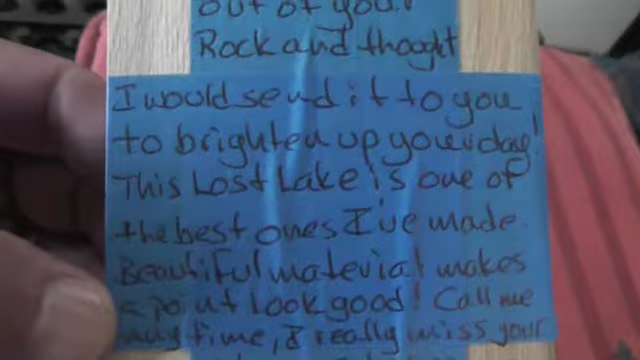 out of your
Rock and thought
I would send it to you
to brighten up your day!
This Lost Lake is one of
the best ones I've made.
Beautiful material makes
a point look good! Call me
any time, I really miss your